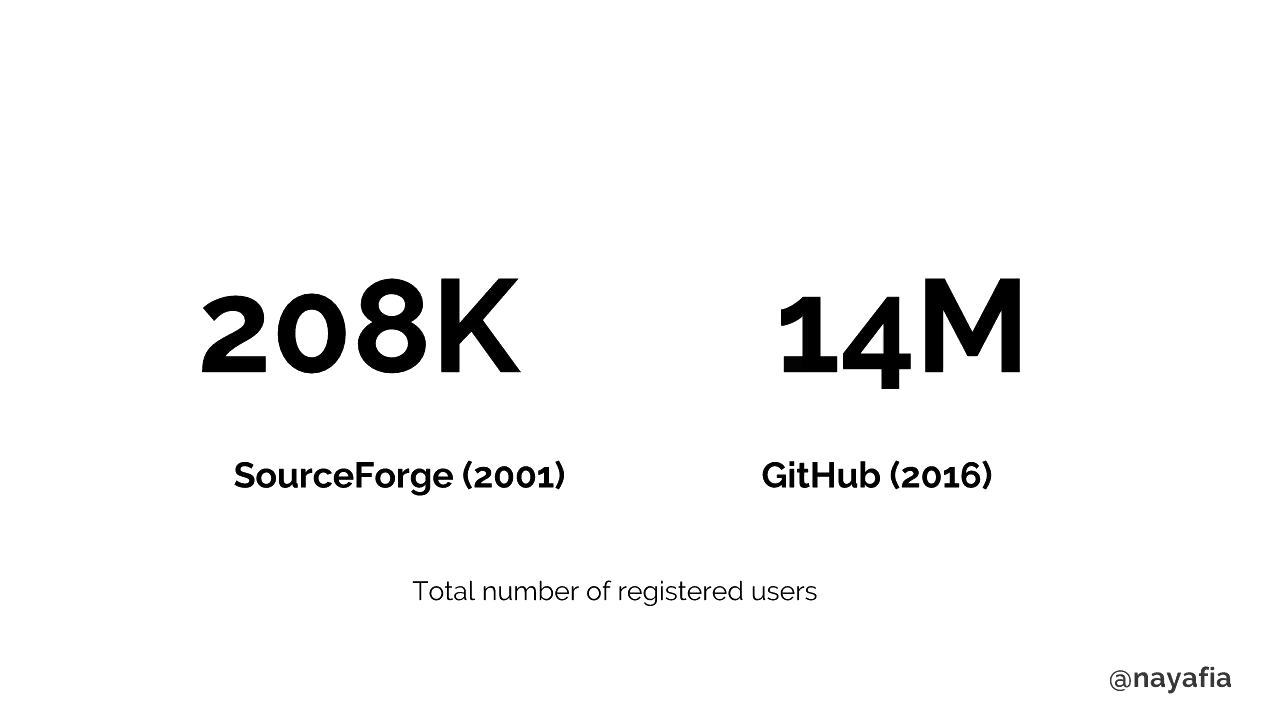 208K 14M
SourceForge (2001) GitHub (2016)
Total number of registered users
@nayafia